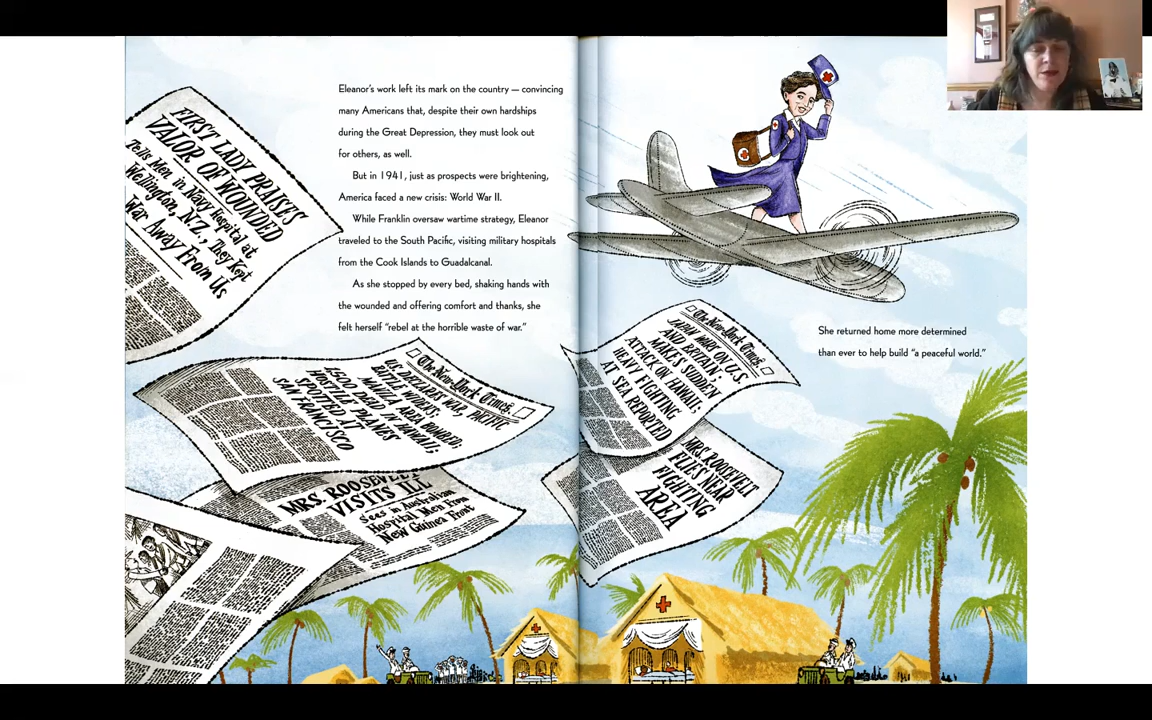 Eleanor's work left its mark on the country — convincing
many Americans that, despite their own hardships
during the Great Depression, they must look out
for others, as well.
But in 1941, just as prospects were brightening,
America faced a new crisis: World War II.
While Franklin oversaw wartime strategy, Eleanor
traveled to the South Pacific, visiting military hospitals
from the Cook Islands to Guadalcanal.
As she stopped by every bed, shaking hands with
the wounded and offering comfort and thanks, she
felt herself "rebel at the horrible waste of war."
FIRST LADY PRAISES
VALOR OF WOUNDED
Tells Men in Navy Hospital at
Wellington, N.Z., They Kept
War Away From Us
The New York Times.
U.S. DECLARES WAR, PACIFIC
BATTLE WIDENS,
MANILA AREA BOMBED;
1500 DEAD IN HAWAII;
HOSTILE PLANES
SPOTTED AT
SAN FRANCISCO
MRS. ROOSEVELT
VISITS ILL
Sees in Australian
Hospital Men From
New Guinea Front
The New York Times.
JAPAN WAR ON U.S.
AND BRITAIN;
MAKES SUDDEN
ATTACK ON HAWAII;
HEAVY FIGHTING
AT SEA REPORTED
MRS. ROOSEVELT
FLIES NEAR
FIGHTING
AREA
She returned home more determined
than ever to help build "a peaceful world."